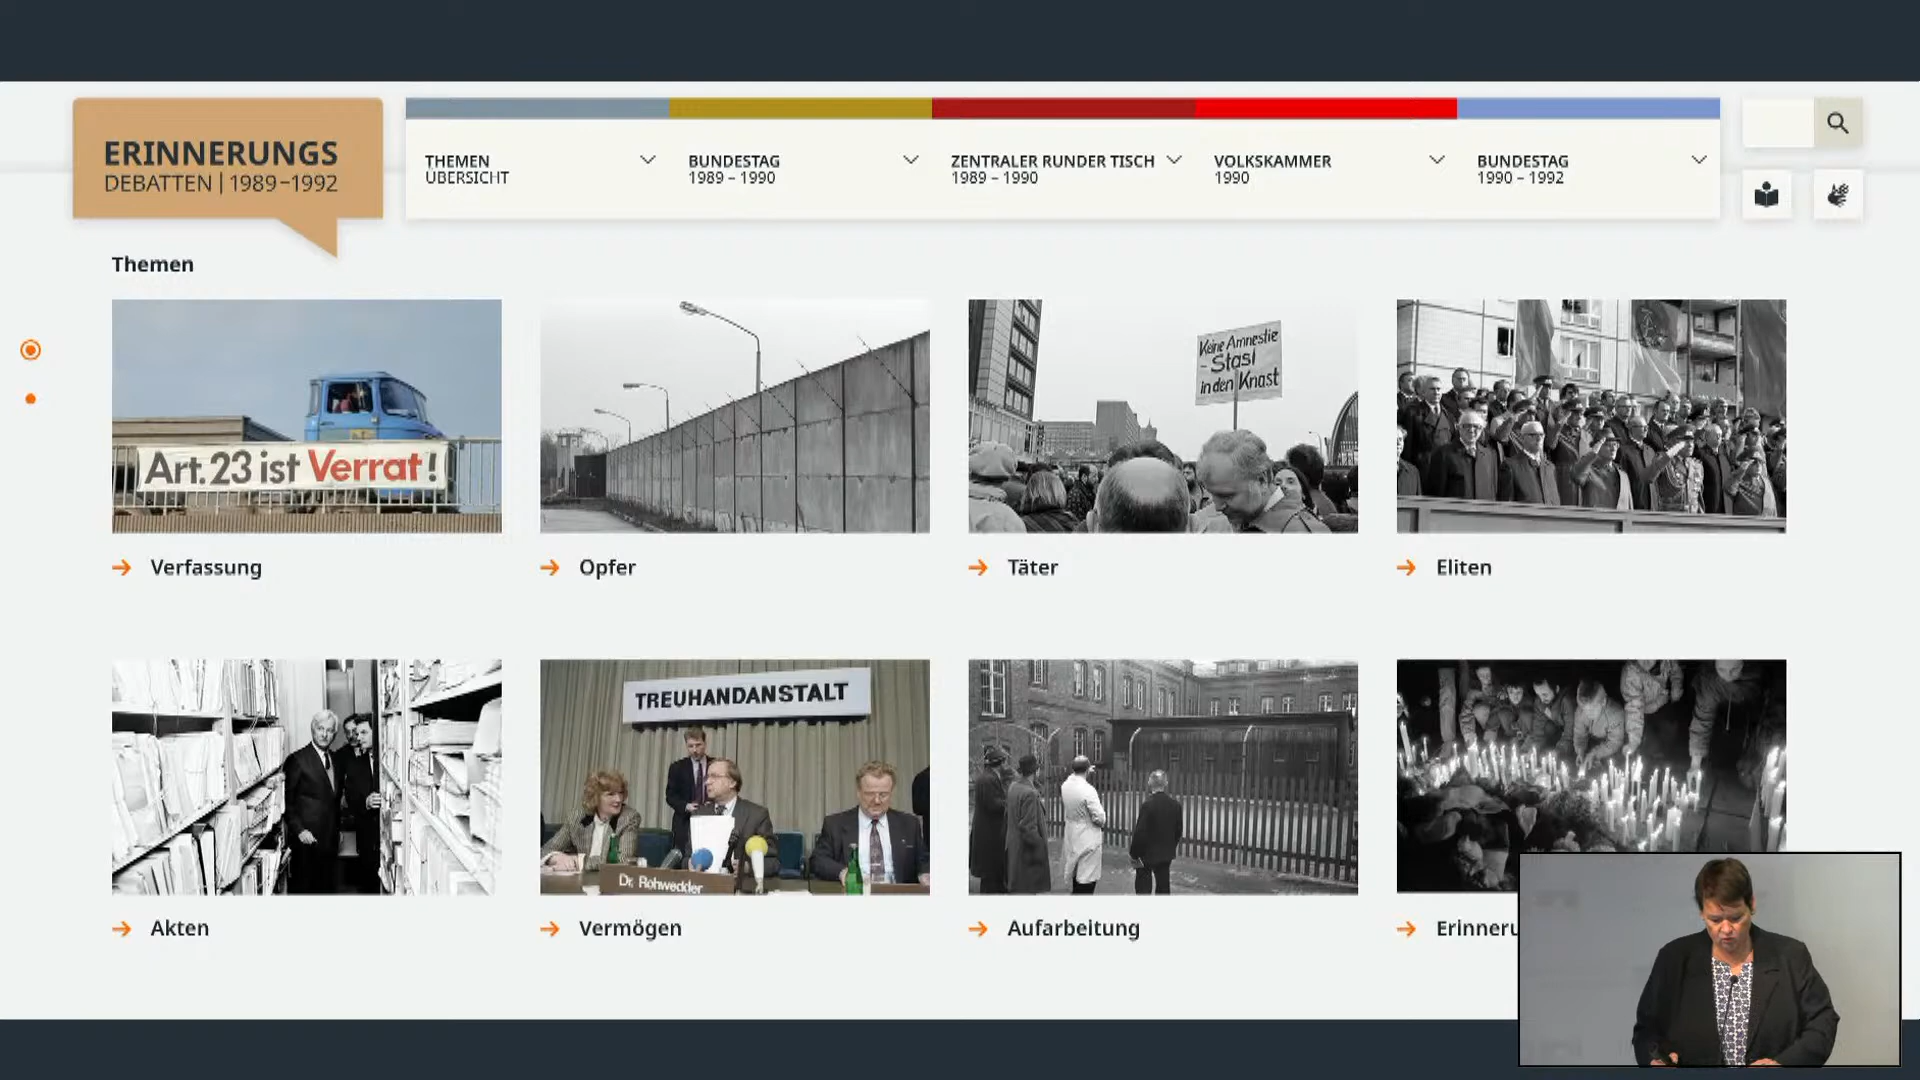 ERINNERUNGS
DEBATTEN | 1989–1992
THEMEN
ÜBERSICHT
BUNDESTAG
1989 – 1990
ZENTRALER RUNDER TISCH
1989 – 1990
VOLKSKAMMER
1990
BUNDESTAG
1990 – 1992
Themen
Art. 23 ist Verrat!
Keine Amnestie
- Stasi
in den Knast
Verfassung
Opfer
Täter
Eliten
TREUHANDANSTALT
Dr. Rohwedder
Akten
Vermögen
Aufarbeitung